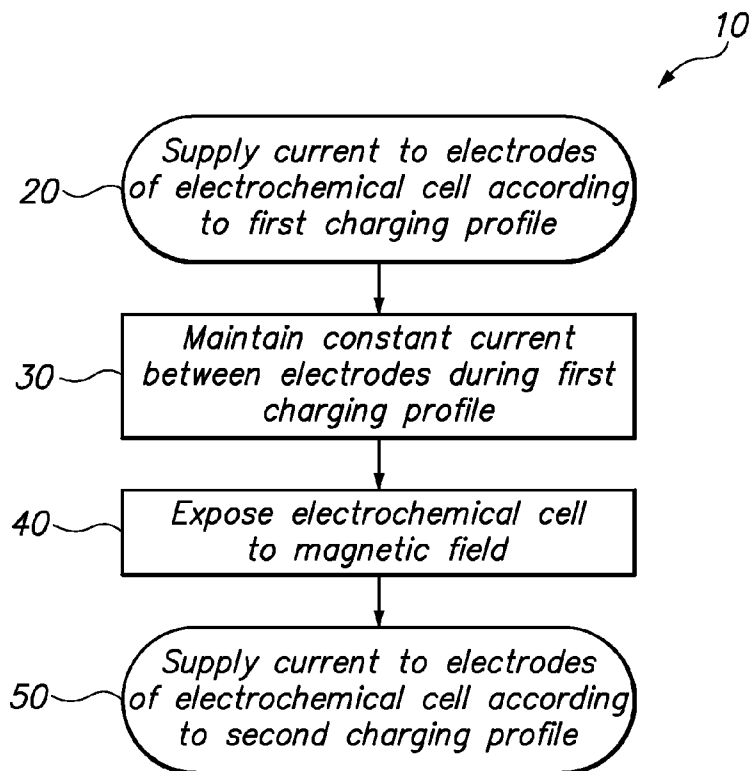 10
Supply current to electrodes
20
of electrochemical cell according
to first charging profile
Maintain constant current
30
between electrodes during first
charging profile
40
Expose electrochemical cell
to magnetic field
Supply current to electrodes
50
of electrochemical cell according
to second charging profile